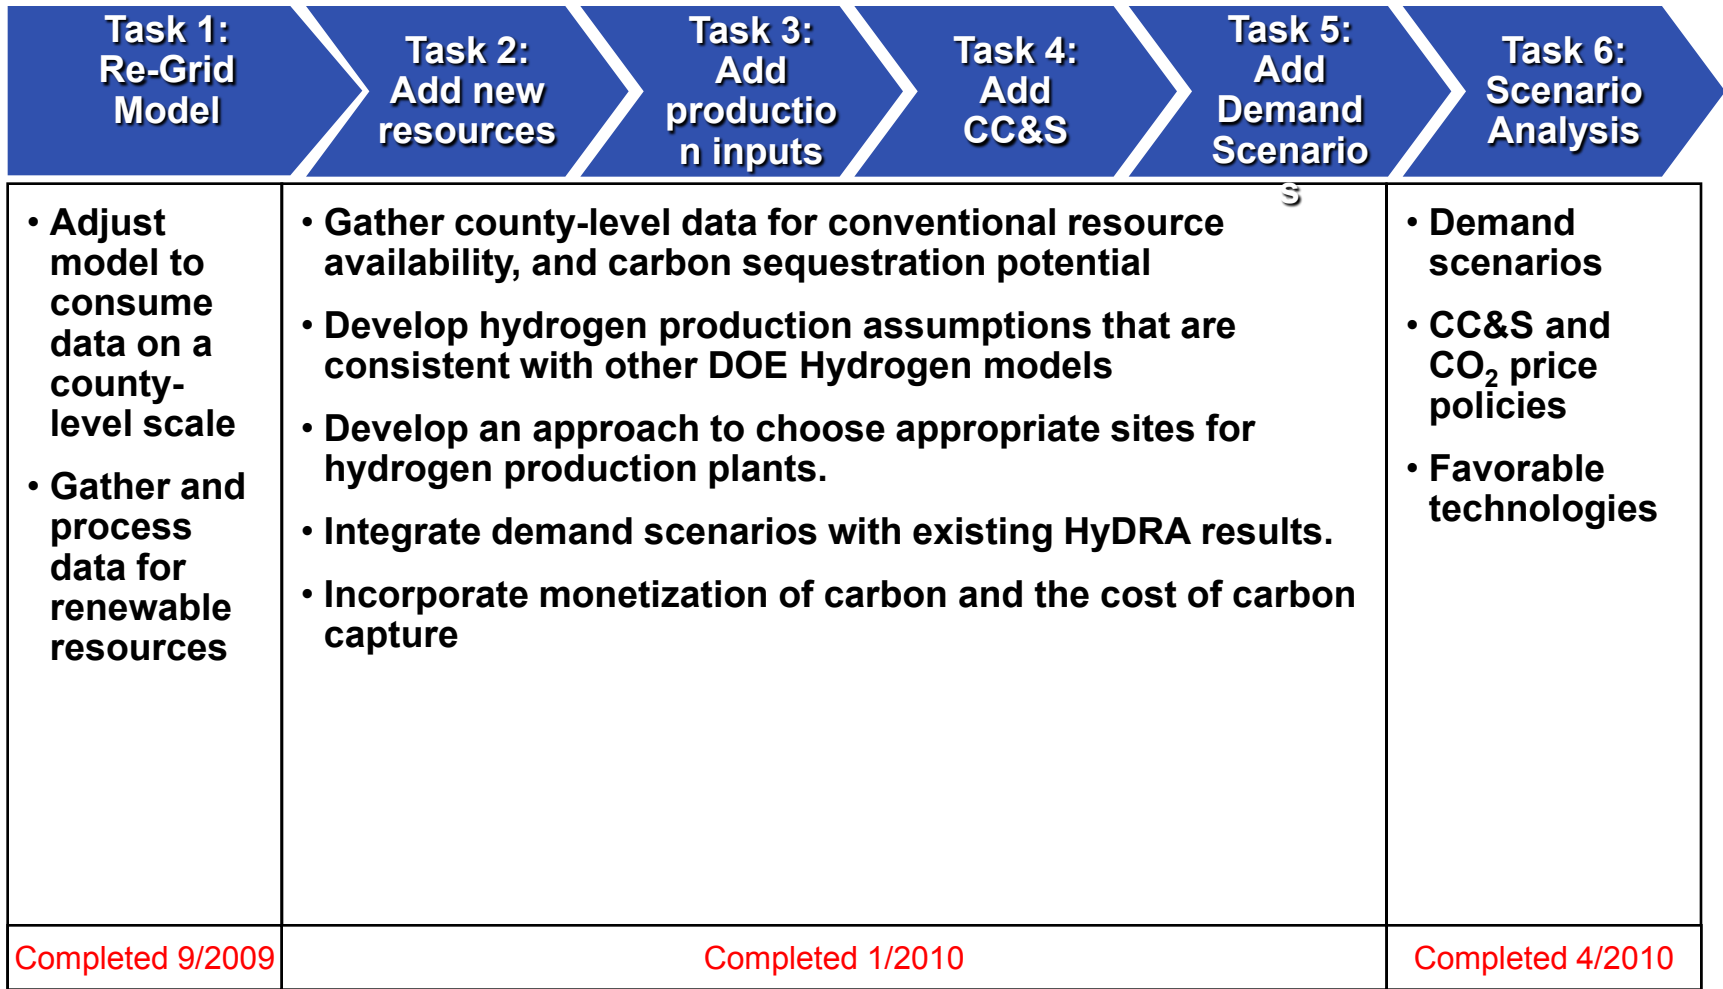 Task 1:
Re-Grid
Model
Task 2:
Add new
resources
Task 3:
Add
productio
n inputs
Task 4:
Add
CC&S
Task 5:
Add
Demand
Scenario
s
Task 6:
Scenario
Analysis
• Adjust
model to
consume
data on a
county-
level scale
• Gather and
process
data for
renewable
resources
• Gather county-level data for conventional resource
availability, and carbon sequestration potential
• Develop hydrogen production assumptions that are
consistent with other DOE Hydrogen models
• Develop an approach to choose appropriate sites for
hydrogen production plants.
• Integrate demand scenarios with existing HyDRA results.
• Incorporate monetization of carbon and the cost of carbon
capture
• Demand
scenarios
• CC&S and
CO₂ price
policies
• Favorable
technologies
Completed 9/2009
Completed 1/2010
Completed 4/2010